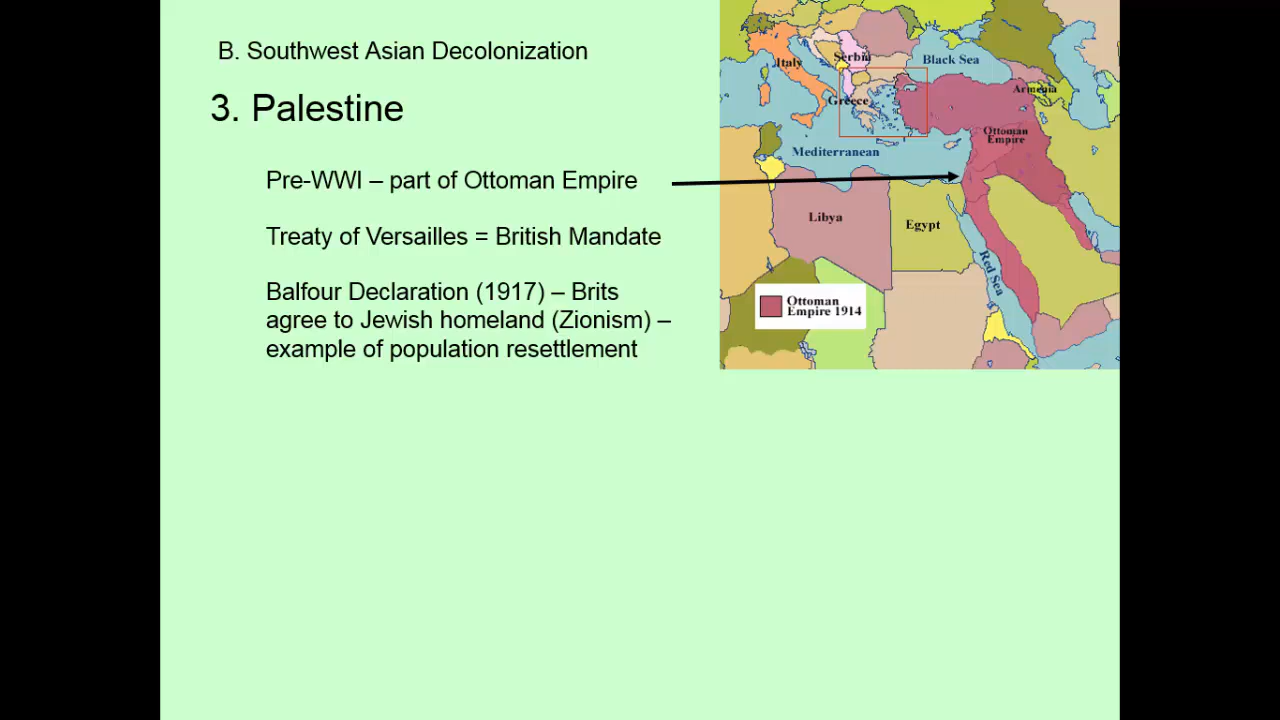 B. Southwest Asian Decolonization
3. Palestine
Pre-WWI – part of Ottoman Empire
Treaty of Versailles = British Mandate
Balfour Declaration (1917) – Brits
agree to Jewish homeland (Zionism) –
example of population resettlement
Italy
Serbia
Black Sea
Greece
Armenia
Ottoman
Empire
Mediterranean
Libya
Egypt
Red Sea
Ottoman
Empire 1914